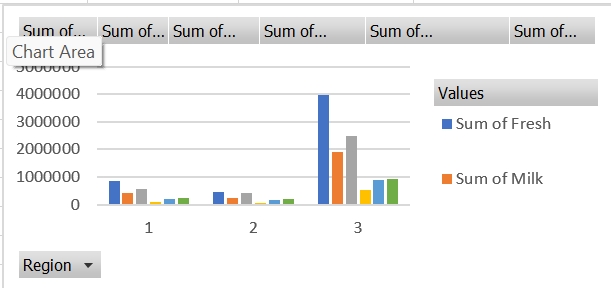 Sum of... Sum of... Sum of... Sum of... Sum of... Sum of...
Chart Area
5000000
4000000
3000000
2000000
1000000
0
1 2 3
Values
Sum of Fresh
Sum of Milk
Region